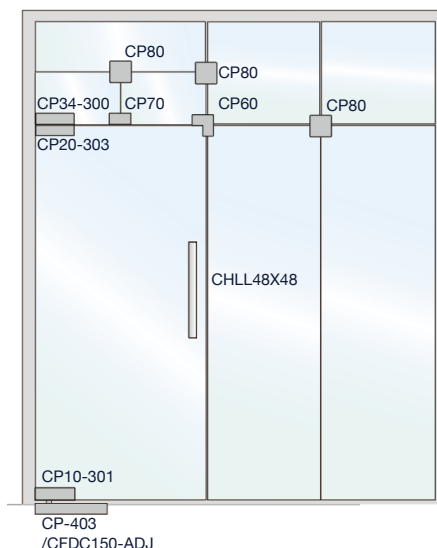 CP80
CP80
CP34-300
CP70
CP60
CP80
CP20-303
CHLL48X48
CP10-301
CP-403
/CFDC150-ADJ